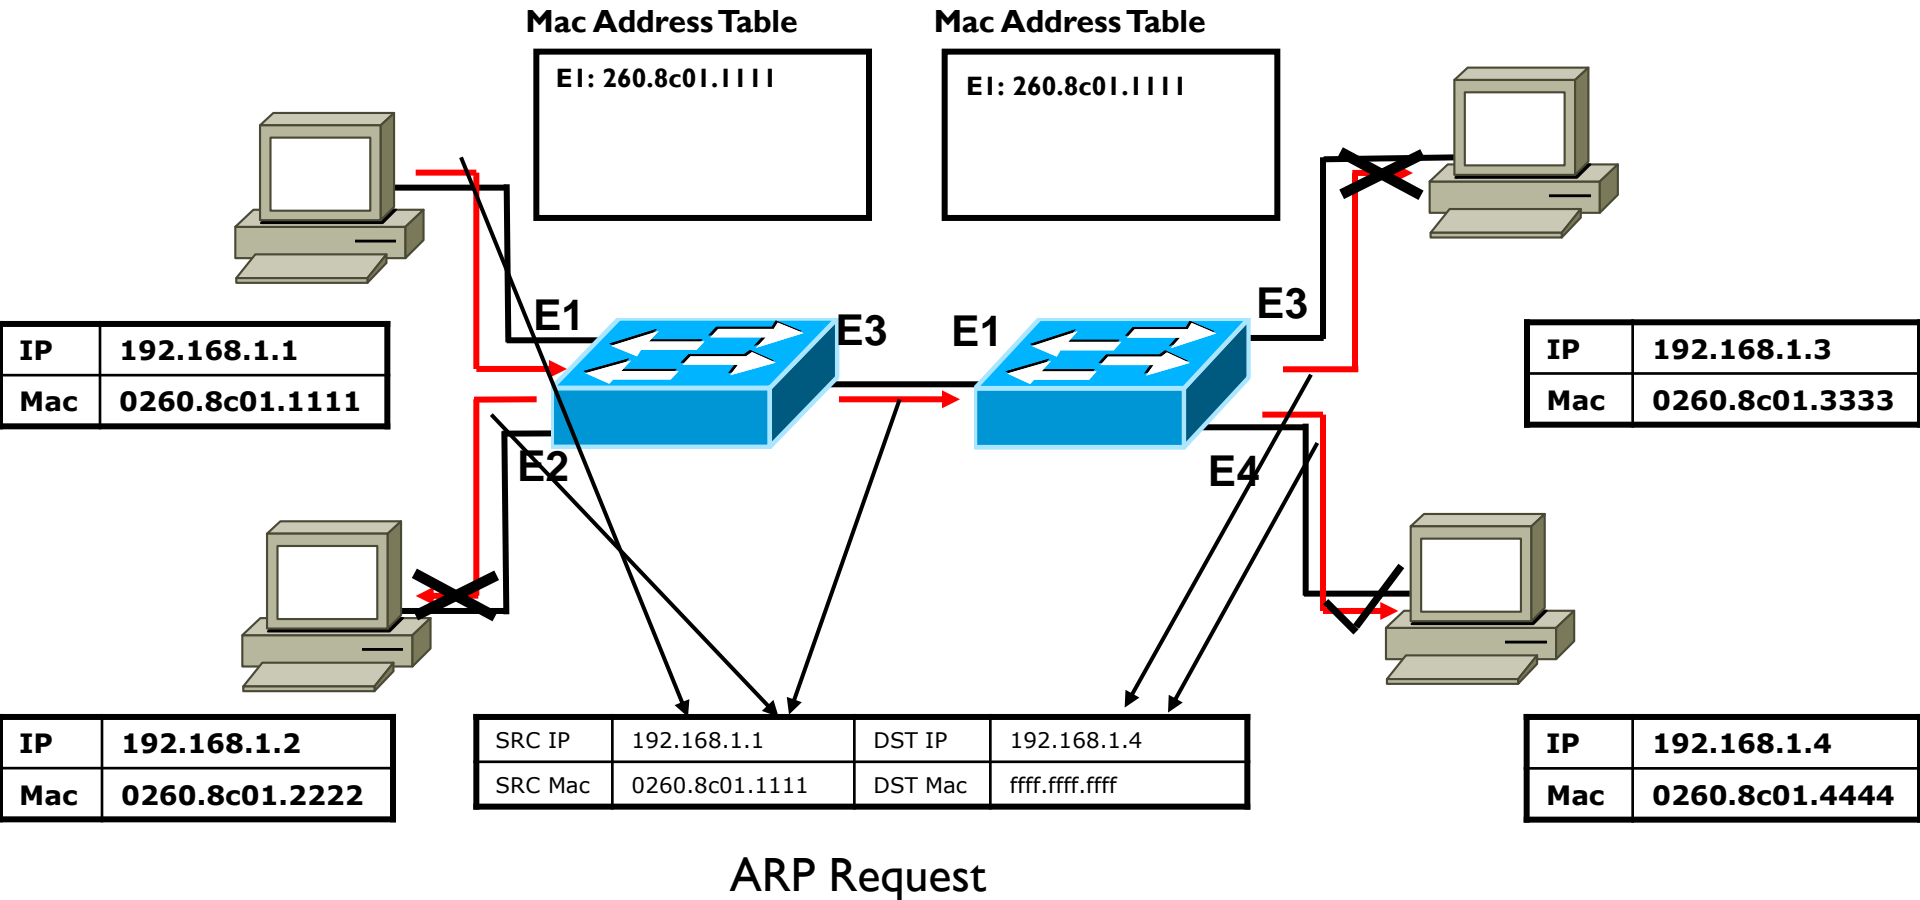 Mac Address Table
Mac Address Table
E1: 260.8c01.1111
E1: 260.8c01.1111
E1
E3
E1
E3
IP 192.168.1.1
Mac 0260.8c01.1111
IP 192.168.1.3
Mac 0260.8c01.3333
E2
E4
IP 192.168.1.2
Mac 0260.8c01.2222
SRC IP 192.168.1.1 DST IP 192.168.1.4
SRC Mac 0260.8c01.1111 DST Mac ffff.ffff.ffff
IP 192.168.1.4
Mac 0260.8c01.4444
ARP Request